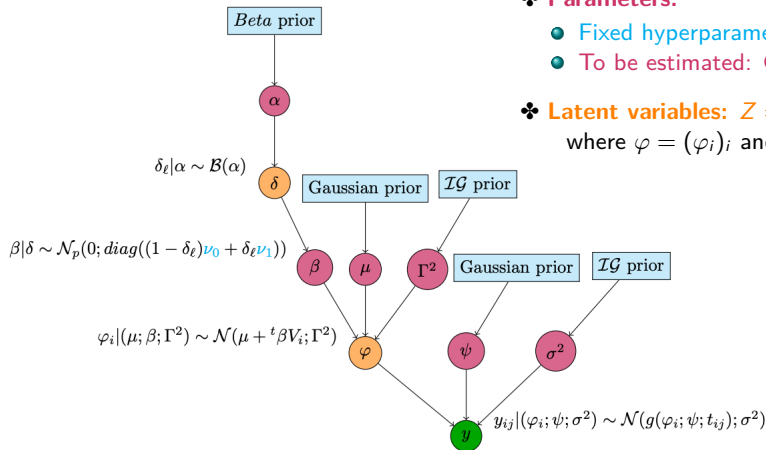 ✤ Parameters:
Fixed hyperparame
To be estimated:
✤ Latent variables: Z =
where φ = (φ_i)_i and
Beta prior
α
δ_ℓ|α ∼ B(α)
δ
Gaussian prior
IG prior
β|δ ∼ N_p(0; diag((1 − δ_ℓ)ν_0 + δ_ℓν_1))
β
μ
Γ²
Gaussian prior
IG prior
φ_i|(μ; β; Γ²) ∼ N(μ + ᵗβV_i; Γ²)
φ
ψ
σ²
y_ij|(φ_i; ψ; σ²) ∼ N(g(φ_i; ψ; t_ij); σ²)
y